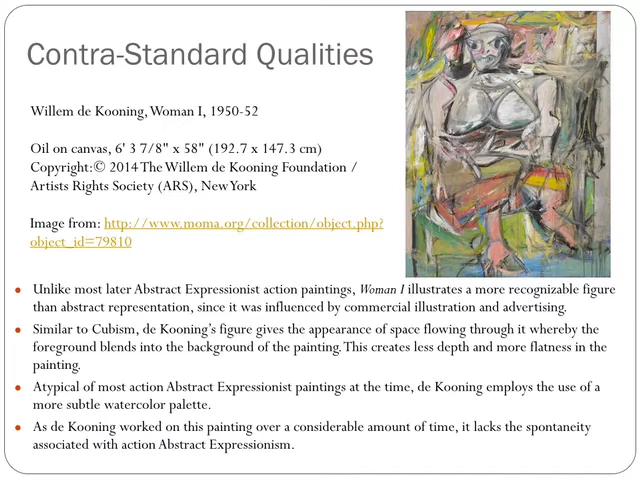 Contra-Standard Qualities
Willem de Kooning, Woman I, 1950-52
Oil on canvas, 6' 3 7/8" x 58" (192.7 x 147.3 cm)
Copyright:© 2014 The Willem de Kooning Foundation /
Artists Rights Society (ARS), New York
Image from: http://www.moma.org/collection/object.php?
object_id=79810
• Unlike most later Abstract Expressionist action paintings, Woman I illustrates a more recognizable figure
than abstract representation, since it was influenced by commercial illustration and advertising.
• Similar to Cubism, de Kooning's figure gives the appearance of space flowing through it whereby the
foreground blends into the background of the painting. This creates less depth and more flatness in the
painting.
• Atypical of most action Abstract Expressionist paintings at the time, de Kooning employs the use of a
more subtle watercolor palette.
• As de Kooning worked on this painting over a considerable amount of time, it lacks the spontaneity
associated with action Abstract Expressionism.